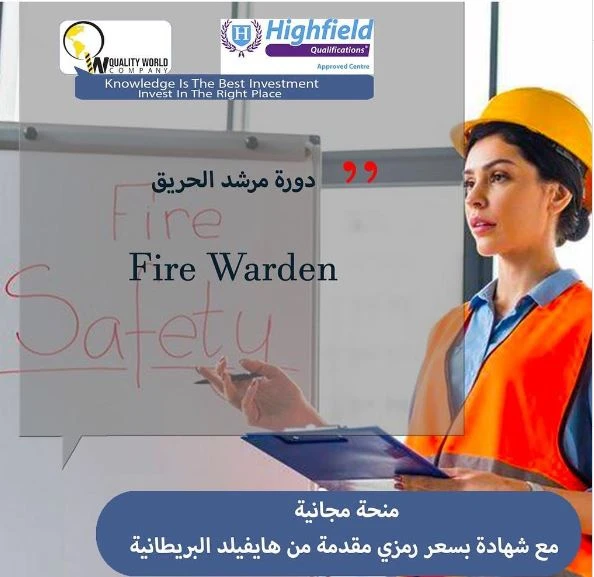 QUALITY WORLD
COMPANY
Highfield
Qualifications
Approved Centre
Knowledge Is The Best Investment
Invest In The Right Place
دورة مرشد الحريق
Fire
Fire Warden
Safety
منحة مجانية
مع شهادة بسعر رمزي مقدمة من هايفيلد البريطانية